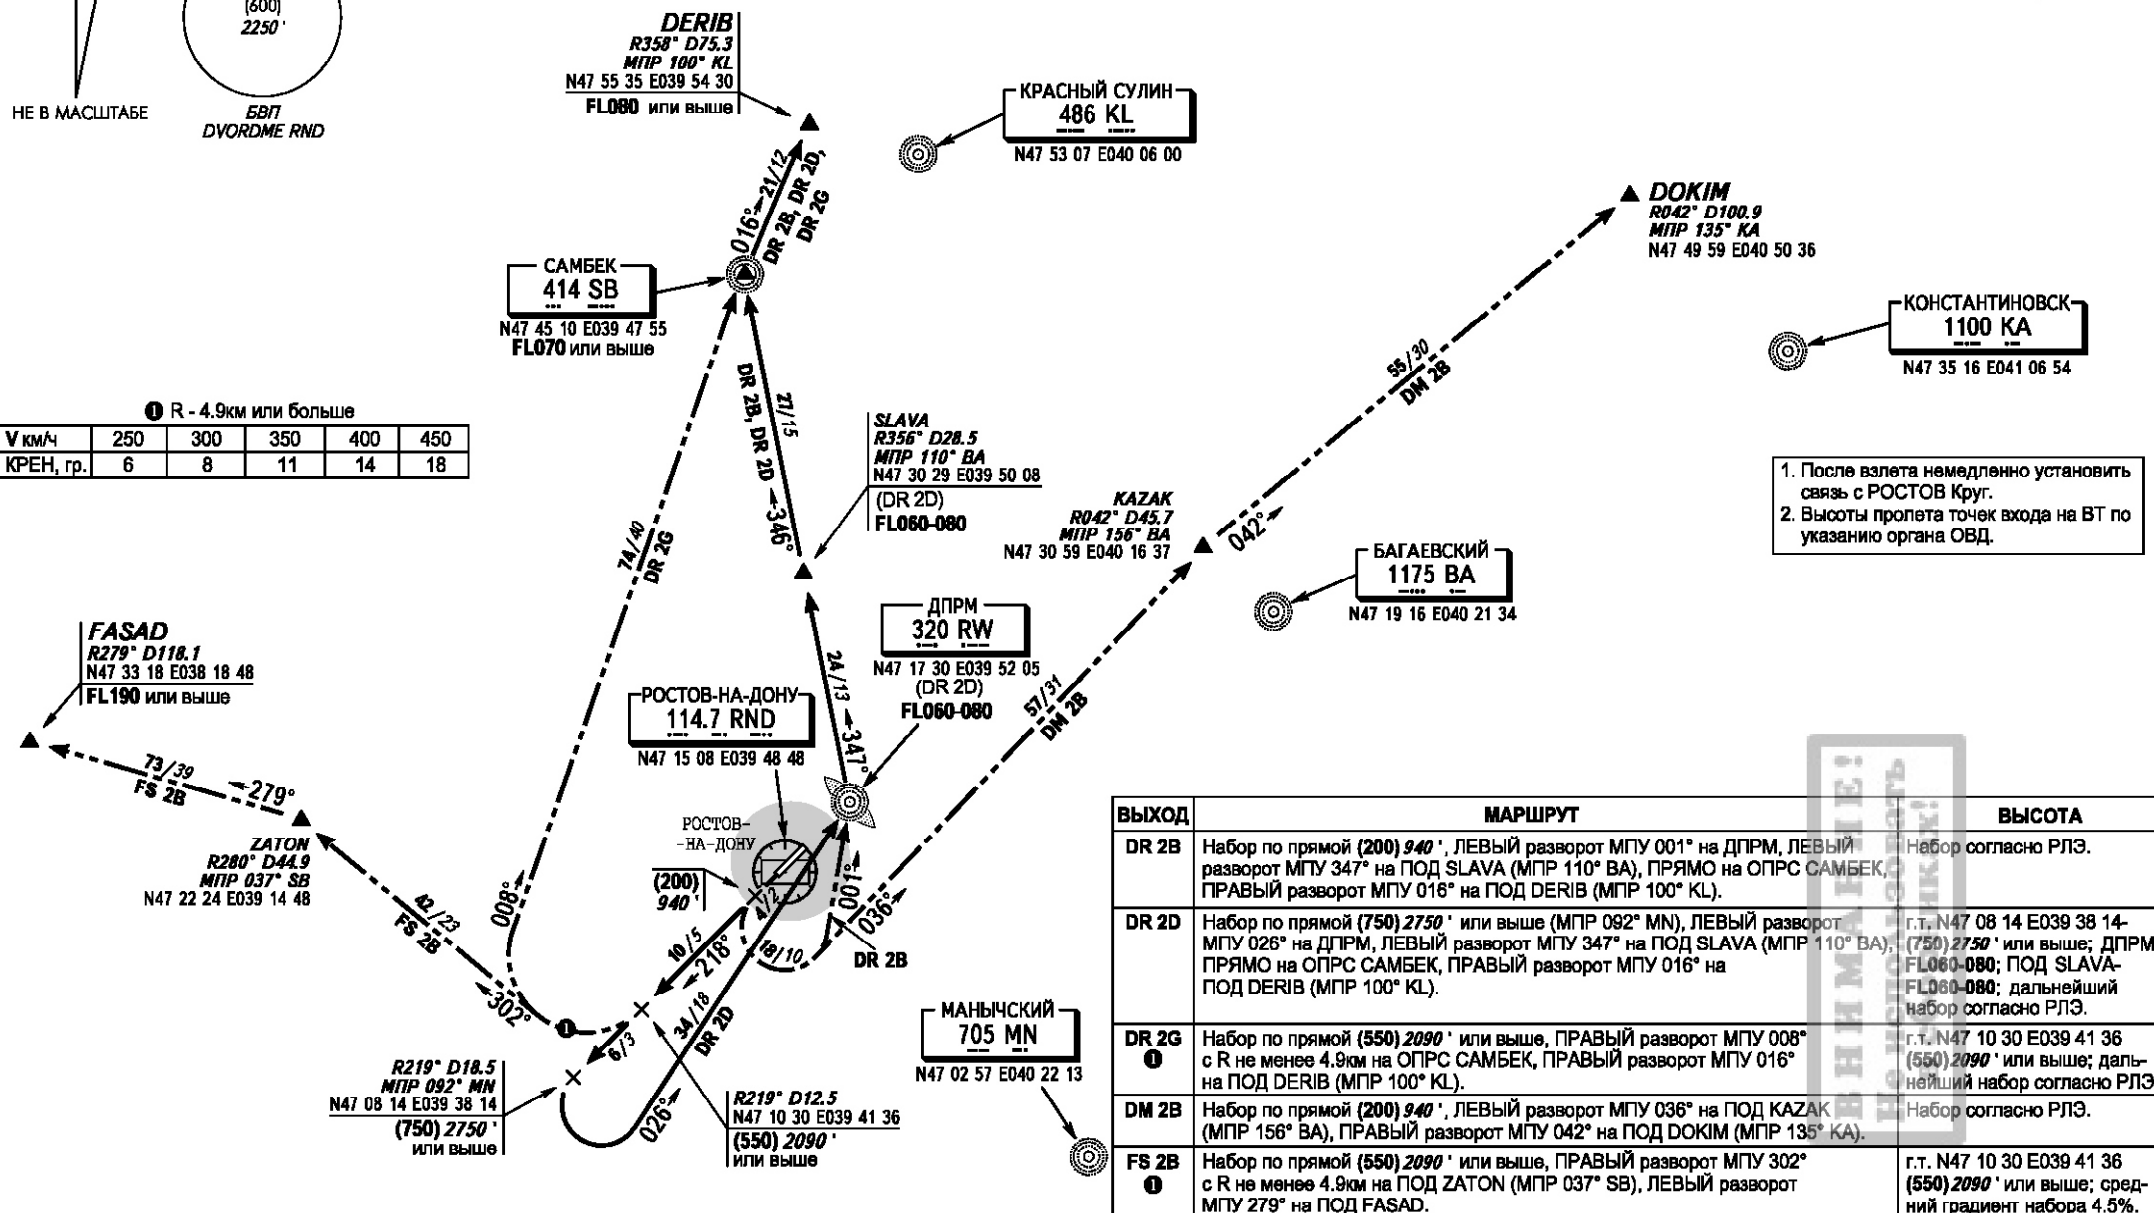 (600)
2250 '
НЕ В МАСШТАБЕ
БВП
DVORDME RND
DERIB
R358° D75.3
МПР 100° KL
N47 55 35 E039 54 30
FL080 или выше
КРАСНЫЙ СУЛИН
486 KL
N47 53 07 E040 06 00
DOKIM
R042° D100.9
МПР 135° KA
N47 49 59 E040 50 36
016° 21/12
DR 2B, DR 2D,
DR 2G
САМБЕК
414 SB
N47 45 10 E039 47 55
FL070 или выше
КОНСТАНТИНОВСК
1100 KA
N47 35 16 E041 06 54
❶ R - 4.9км или больше
V км/ч 250 300 350 400 450
КРЕН, гр. 6 8 11 14 18
27/15
DR 2B, DR 2D 346°
SLAVA
R356° D28.5
МПР 110° BA
N47 30 29 E039 50 08
(DR 2D)
FL060-080
55/30
DM 2B
KAZAK
R042° D45.7
МПР 156° BA
N47 30 59 E040 16 37
042°
1. После взлета немедленно установить
связь с РОСТОВ Круг.
2. Высоты пролета точек входа на ВТ по
указанию органа ОВД.
74/40
DR 2G
БАГАЕВСКИЙ
1175 BA
N47 19 16 E040 21 34
ДПРМ
320 RW
N47 17 30 E039 52 05
(DR 2D)
FL060-080
FASAD
R279° D118.1
N47 33 18 E038 18 48
FL190 или выше
24/13 347°
57/31
DM 2B
РОСТОВ-НА-ДОНУ
114.7 RND
N47 15 08 E039 48 48
73/39 279°
FS 2B
ZATON
R280° D44.9
МПР 037° SB
N47 22 24 E039 14 48
РОСТОВ-
-НА-ДОНУ
(200)
940 '
4/2
001°
036°
008°
42/23
FS 2B
302°
10/5
218°
18/10
DR 2B
34/18
DR 2D
❶
6/3
026°
R219° D18.5
МПР 092° MN
N47 08 14 E039 38 14
(750) 2750 '
или выше
R219° D12.5
N47 10 30 E039 41 36
(550) 2090 '
или выше
МАНЫЧСКИЙ
705 MN
N47 02 57 E040 22 13
ВЫХОД МАРШРУТ ВЫСОТА
DR 2B Набор по прямой (200) 940 ', ЛЕВЫЙ разворот МПУ 001° на ДПРМ, ЛЕВЫЙ
разворот МПУ 347° на ПОД SLAVA (МПР 110° BA), ПРЯМО на ОПРС САМБЕК,
ПРАВЫЙ разворот МПУ 016° на ПОД DERIB (МПР 100° KL).
Набор согласно РЛЭ.
DR 2D Набор по прямой (750) 2750 ' или выше (МПР 092° MN), ЛЕВЫЙ разворот
МПУ 026° на ДПРМ, ЛЕВЫЙ разворот МПУ 347° на ПОД SLAVA (МПР 110° BA),
ПРЯМО на ОПРС САМБЕК, ПРАВЫЙ разворот МПУ 016° на
ПОД DERIB (МПР 100° KL).
г.т. N47 08 14 E039 38 14-
(750) 2750 ' или выше; ДПРМ
FL060-080; ПОД SLAVA-
FL060-080; дальнейший
набор согласно РЛЭ.
DR 2G
❶
Набор по прямой (550) 2090 ' или выше, ПРАВЫЙ разворот МПУ 008°
с R не менее 4.9км на ОПРС САМБЕК, ПРАВЫЙ разворот МПУ 016°
на ПОД DERIB (МПР 100° KL).
г.т. N47 10 30 E039 41 36
(550) 2090 ' или выше; даль-
нейший набор согласно РЛЭ
DM 2B Набор по прямой (200) 940 ', ЛЕВЫЙ разворот МПУ 036° на ПОД KAZAK
(МПР 156° BA), ПРАВЫЙ разворот МПУ 042° на ПОД DOKIM (МПР 135° KA).
Набор согласно РЛЭ.
FS 2B
❶
Набор по прямой (550) 2090 ' или выше, ПРАВЫЙ разворот МПУ 302°
с R не менее 4.9км на ПОД ZATON (МПР 037° SB), ЛЕВЫЙ разворот
МПУ 279° на ПОД FASAD.
г.т. N47 10 30 E039 41 36
(550) 2090 ' или выше; сред-
ний градиент набора 4.5%.
ВНИМАНИЕ!
Не использовать